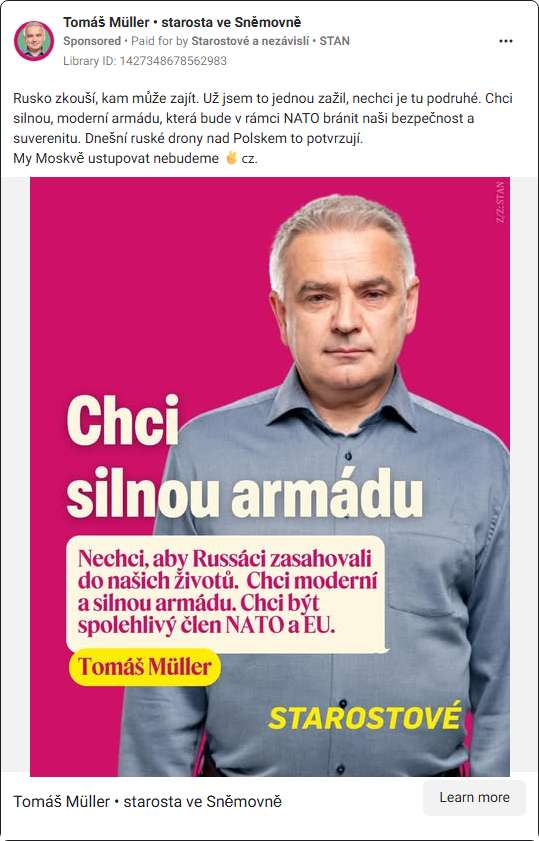 Tomáš Müller • starosta ve Sněmovně
Sponsored • Paid for by Starostové a nezávislí • STAN
Library ID: 1427348678562983
Rusko zkouší, kam může zajít. Už jsem to jednou zažil, nechci je tu podruhé. Chci
silnou, moderní armádu, která bude v rámci NATO bránit naši bezpečnost a
suverenitu. Dnešní ruské drony nad Polskem to potvrzují.
My Moskvě ustupovat nebudeme ✌️ cz.
Z/Z: STAN
Chci
silnou armádu
Nechci, aby Russáci zasahovali
do našich životů. Chci moderní
a silnou armádu. Chci být
spolehlivý člen NATO a EU.
Tomáš Müller
STAROSTOVÉ
Tomáš Müller • starosta ve Sněmovně
Learn more